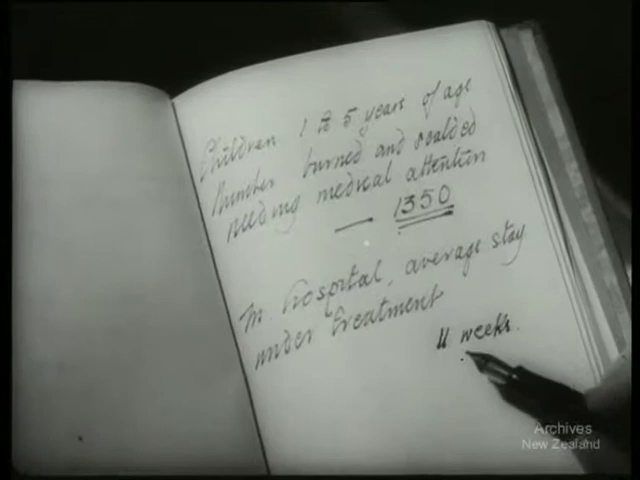 Children 1 to 5 years of age
Number burned and scalded
needing medical attention
— 1350
In hospital, average stay
under treatment
11 weeks.
Archives
New Zealand